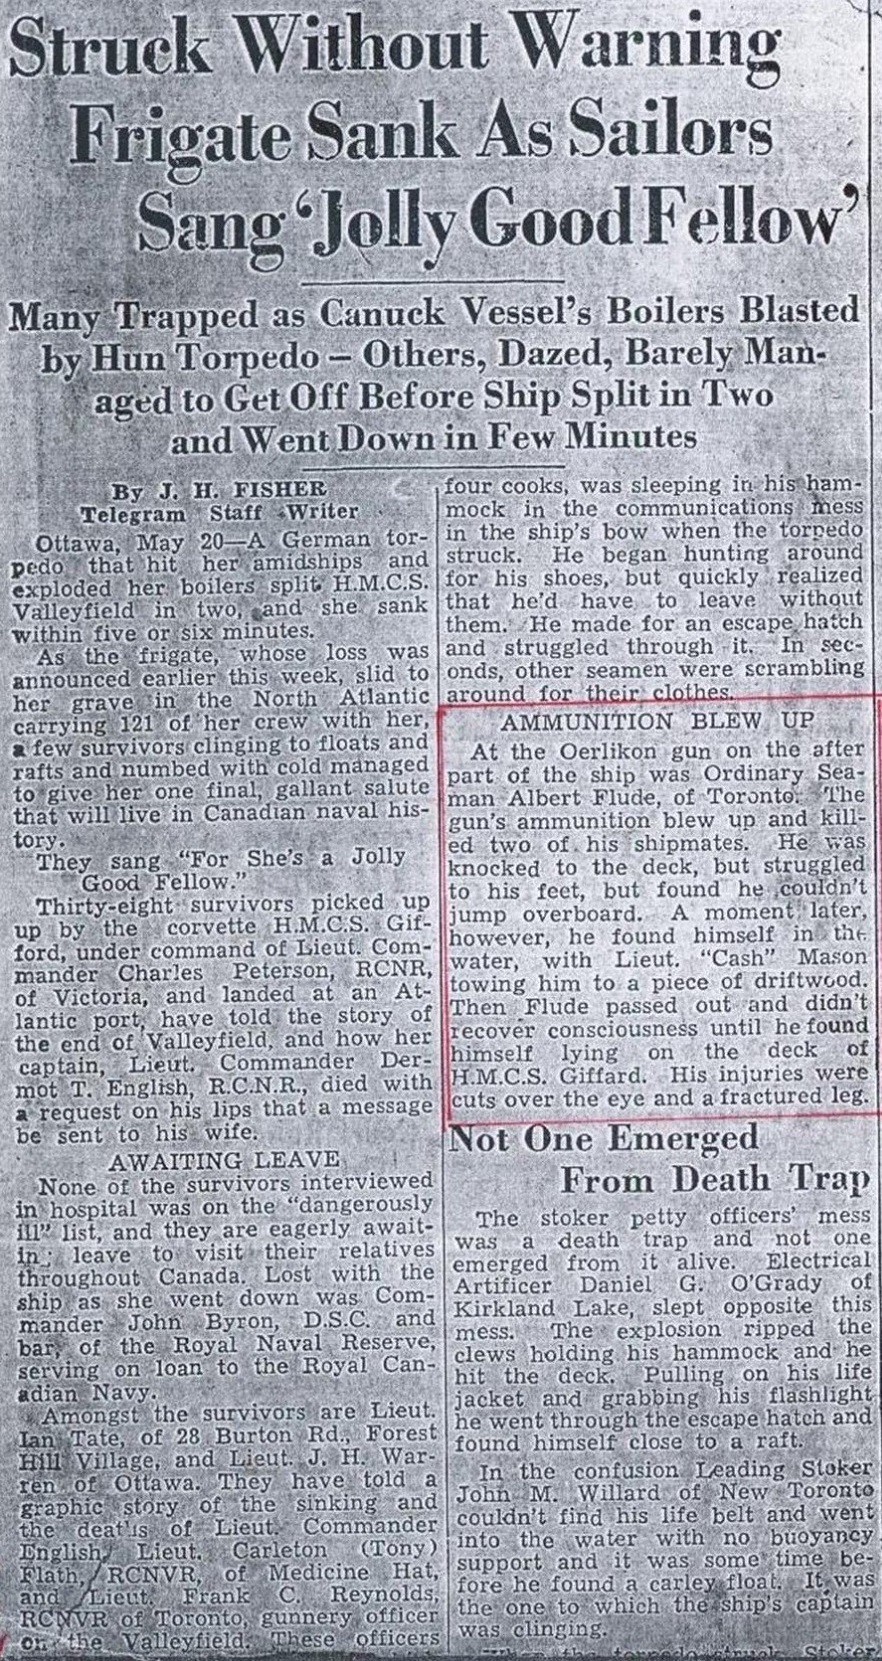 Struck Without Warning
Frigate Sank As Sailors
Sang ‘Jolly Good Fellow’
Many Trapped as Canuck Vessel's Boilers Blasted
by Hun Torpedo – Others, Dazed, Barely Man-
aged to Get Off Before Ship Split in Two
and Went Down in Few Minutes
By J. H. FISHER
Telegram Staff Writer
Ottawa, May 20—A German tor-
pedo that hit her amidships and
exploded her boilers split H.M.C.S.
Valleyfield in two, and she sank
within five or six minutes.
As the frigate, whose loss was
announced earlier this week, slid to
her grave in the North Atlantic
carrying 121 of her crew with her,
a few survivors clinging to floats and
rafts and numbed with cold managed
to give her one final, gallant salute
that will live in Canadian naval his-
tory.
They sang "For She's a Jolly
Good Fellow."
Thirty-eight survivors picked up
up by the corvette H.M.C.S. Gif-
ford, under command of Lieut. Com-
mander Charles Peterson, RCNR,
of Victoria, and landed at an At-
lantic port, have told the story of
the end of Valleyfield, and how her
captain, Lieut. Commander Der-
mot T. English, R.C.N.R., died with
a request on his lips that a message
be sent to his wife.
AWAITING LEAVE
None of the survivors interviewed
in hospital was on the "dangerously
ill" list, and they are eagerly await-
in; leave to visit their relatives
throughout Canada. Lost with the
ship as she went down was Com-
mander John Byron, D.S.C. and
bar, of the Royal Naval Reserve,
serving on loan to the Royal Can-
adian Navy.
Amongst the survivors are Lieut.
Ian Tate, of 28 Burton Rd., Forest
Hill Village, and Lieut. J. H. War-
ren of Ottawa. They have told a
graphic story of the sinking and
the deaths of Lieut. Commander
English, Lieut. Carleton (Tony)
Flath, RCNVR, of Medicine Hat,
and Lieut. Frank C. Reynolds,
RCNVR of Toronto, gunnery officer
on the Valleyfield. These officers
four cooks, was sleeping in his ham-
mock in the communications mess
in the ship's bow when the torpedo
struck. He began hunting around
for his shoes, but quickly realized
that he'd have to leave without
them. He made for an escape hatch
and struggled through it. In sec-
onds, other seamen were scrambling
around for their clothes.
AMMUNITION BLEW UP
At the Oerlikon gun on the after
part of the ship was Ordinary Sea-
man Albert Flude, of Toronto. The
gun's ammunition blew up and kill-
ed two of his shipmates. He was
knocked to the deck, but struggled
to his feet, but found he couldn't
jump overboard. A moment later,
however, he found himself in the
water, with Lieut. "Cash" Mason
towing him to a piece of driftwood.
Then Flude passed out and didn't
recover consciousness until he found
himself lying on the deck of
H.M.C.S. Giffard. His injuries were
cuts over the eye and a fractured leg.
Not One Emerged
From Death Trap
The stoker petty officers' mess
was a death trap and not one
emerged from it alive. Electrical
Artificer Daniel G. O'Grady of
Kirkland Lake, slept opposite this
mess. The explosion ripped the
clews holding his hammock and he
hit the deck. Pulling on his life
jacket and grabbing his flashlight
he went through the escape hatch and
found himself close to a raft.
In the confusion Leading Stoker
John M. Willard of New Toronto
couldn't find his life belt and went
into the water with no buoyancy
support and it was some time be-
fore he found a carley float. It was
the one to which the ship's captain
was clinging.
the torpedo struck Stoker